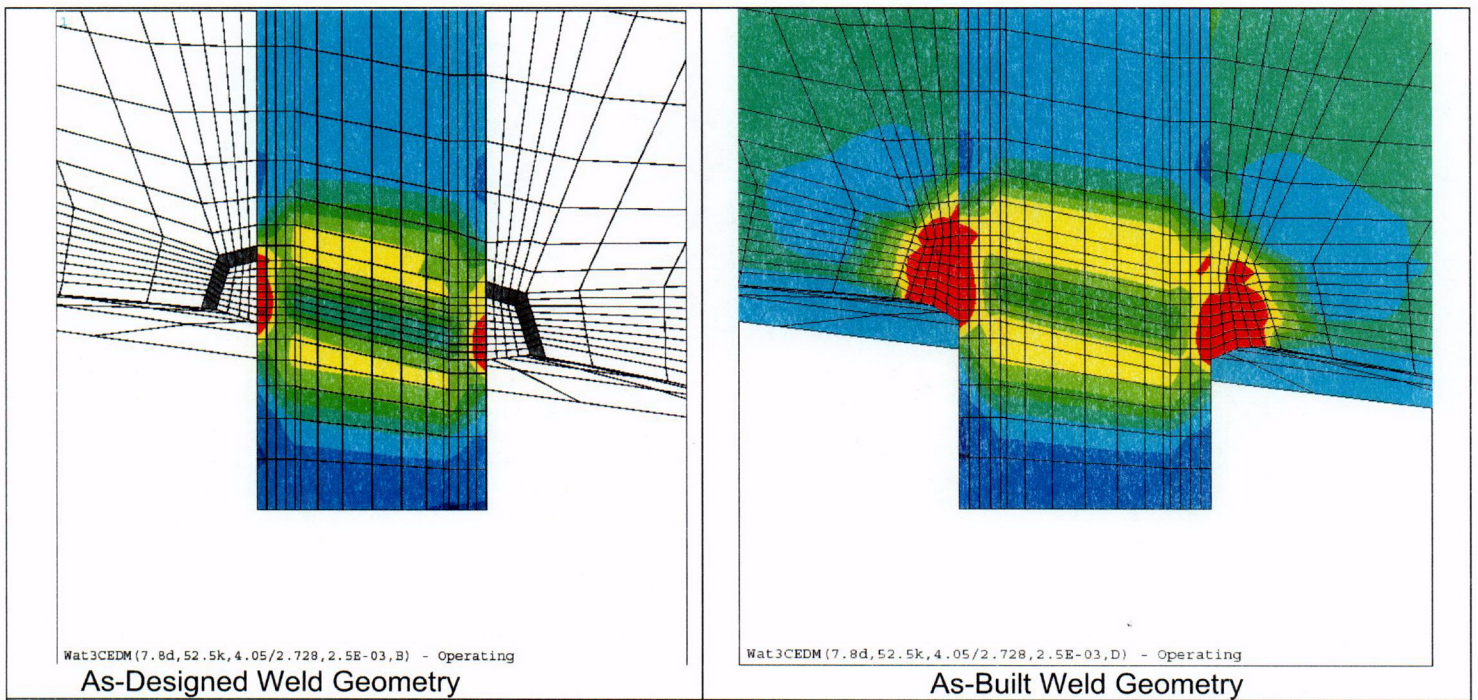 1
Wat3CEDM(7.8d,52.5k,4.05/2.728,2.5E-03,B) - Operating
As-Designed Weld Geometry
Wat3CEDM(7.8d,52.5k,4.05/2.728,2.5E-03,D) - Operating
As-Built Weld Geometry